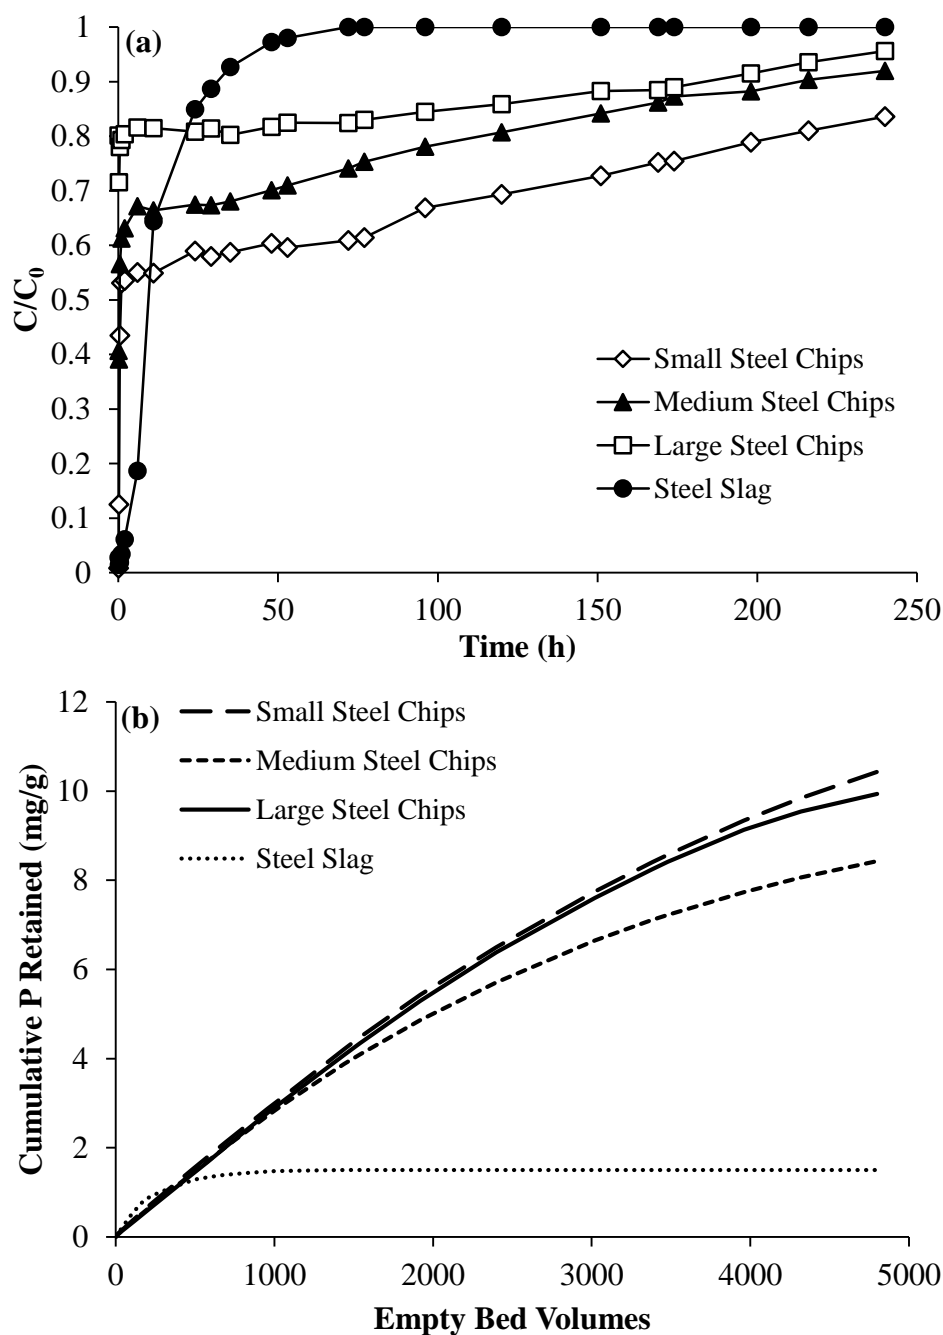 (a)
1
0.9
0.8
0.7
0.6
0.5
0.4
0.3
0.2
0.1
0
C/C0
Small Steel Chips
Medium Steel Chips
Large Steel Chips
Steel Slag
0 50 100 150 200 250
Time (h)
(b)
12
10
8
6
4
2
0
Cumulative P Retained (mg/g)
Small Steel Chips
Medium Steel Chips
Large Steel Chips
Steel Slag
0 1000 2000 3000 4000 5000
Empty Bed Volumes